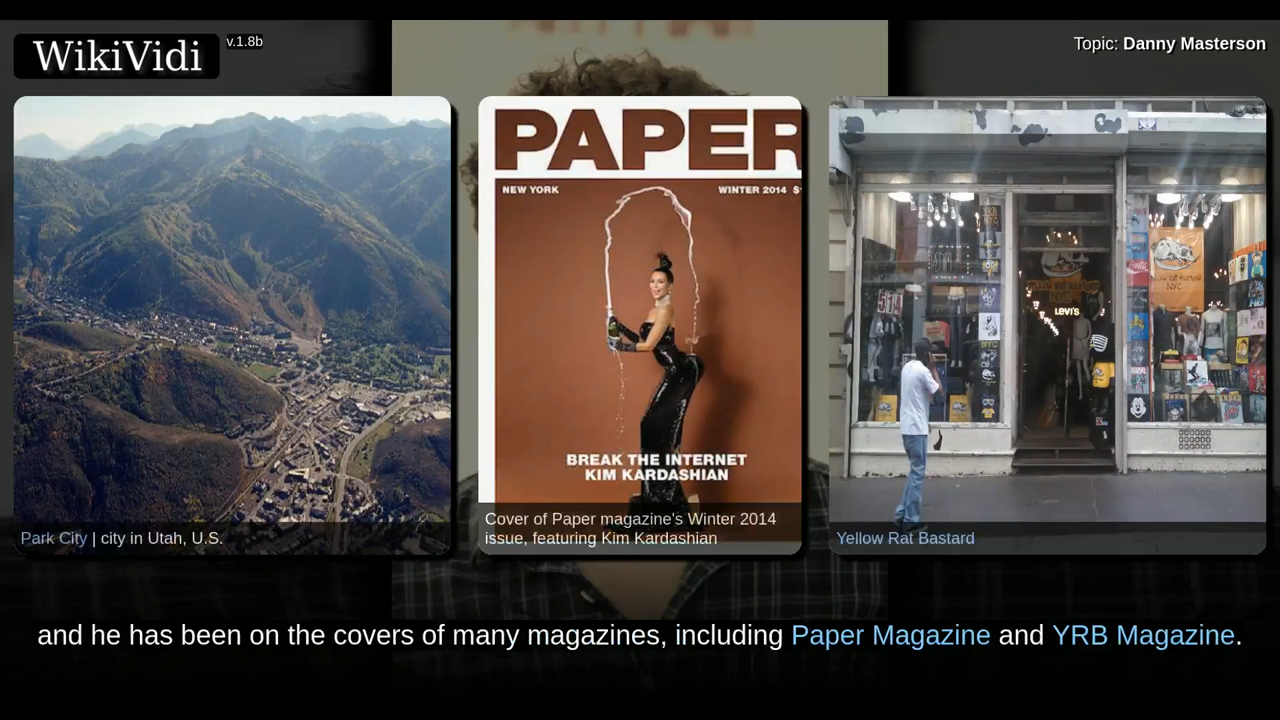 WikiVidi
v.1.8b
Topic: Danny Masterson
PAPER
NEW YORK
WINTER 2014
BREAK THE INTERNET
KIM KARDASHIAN
LEVI'S
NYC
Park City | city in Utah, U.S.
Cover of Paper magazine's Winter 2014
issue, featuring Kim Kardashian
Yellow Rat Bastard
and he has been on the covers of many magazines, including Paper Magazine and YRB Magazine.